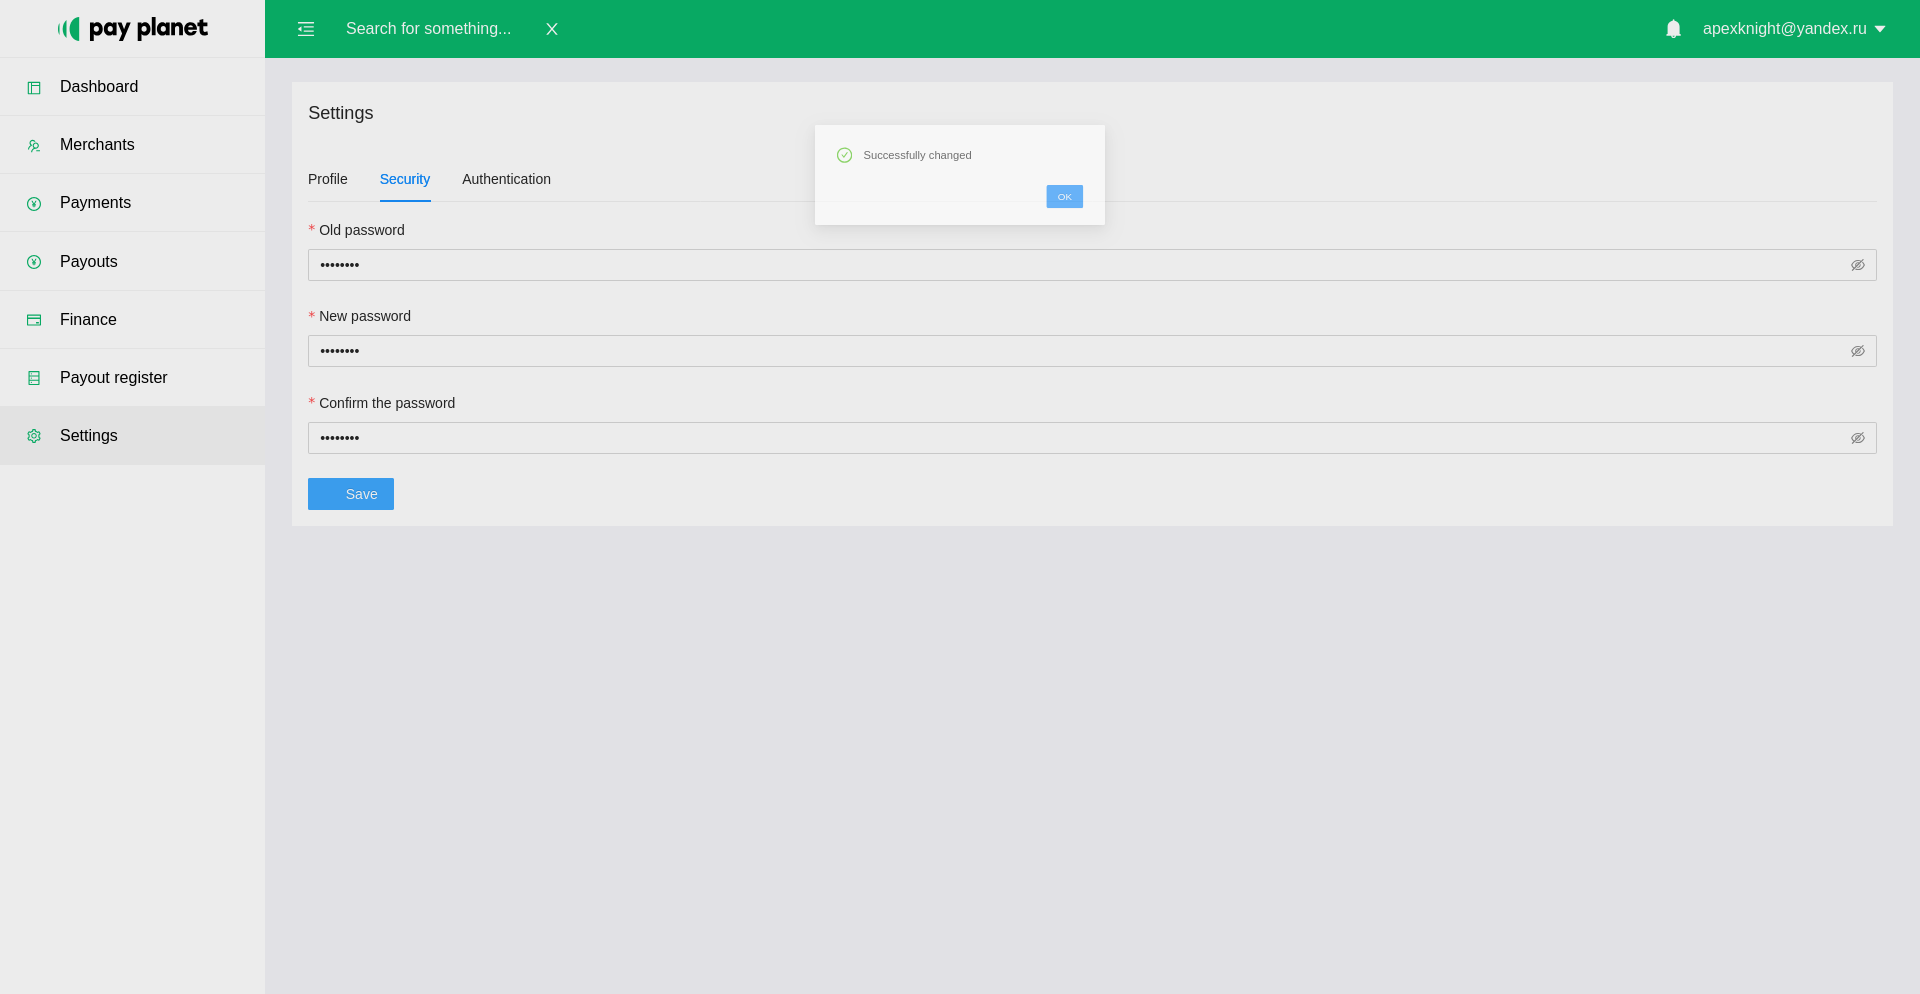 pay planet
Search for something...
apexknight@yandex.ru
Dashboard
Merchants
Payments
Payouts
Finance
Payout register
Settings
Settings
Successfully changed
OK
Profile
Security
Authentication
* Old password
••••••••
* New password
••••••••
* Confirm the password
••••••••
Save